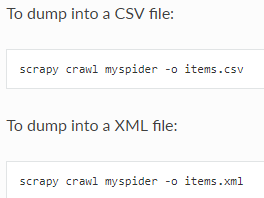 To dump into a CSV file:
scrapy crawl myspider -o items.csv
To dump into a XML file:
scrapy crawl myspider -o items.xml